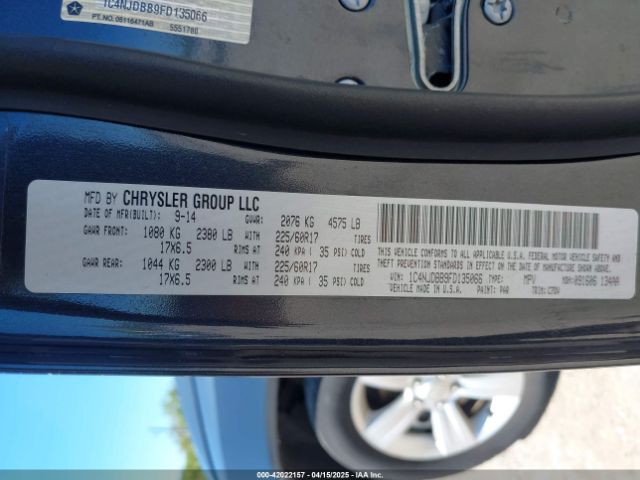 1C4NJDBB9FD135066
PT. NO. 05116471AB 5551788
MFD BY CHRYSLER GROUP LLC
DATE OF MFR(BUILT): 9-14 GVWR: 2076 KG 4575 LB
GAWR FRONT: 1080 KG 2380 LB WITH 225/60R17 TIRES
17X6.5 RIMS AT 240 KPA ( 35 PSI) COLD
GAWR REAR: 1044 KG 2300 LB WITH 225/60R17 TIRES
17X6.5 RIMS AT 240 KPA ( 35 PSI) COLD
THIS VEHICLE CONFORMS TO ALL APPLICABLE U.S.A. FEDERAL MOTOR VEHICLE SAFETY
AND THEFT PREVENTION STANDARDS IN EFFECT ON THE DATE OF MANUFACTURE SHOWN ABOVE.
VIN: 1C4NJDBB9FD135066 TYPE: MPV
VEHICLE MADE IN U.S.A. PAINT: PAR TRIM:
000-42022157 04/15/2025 IAAI INC.